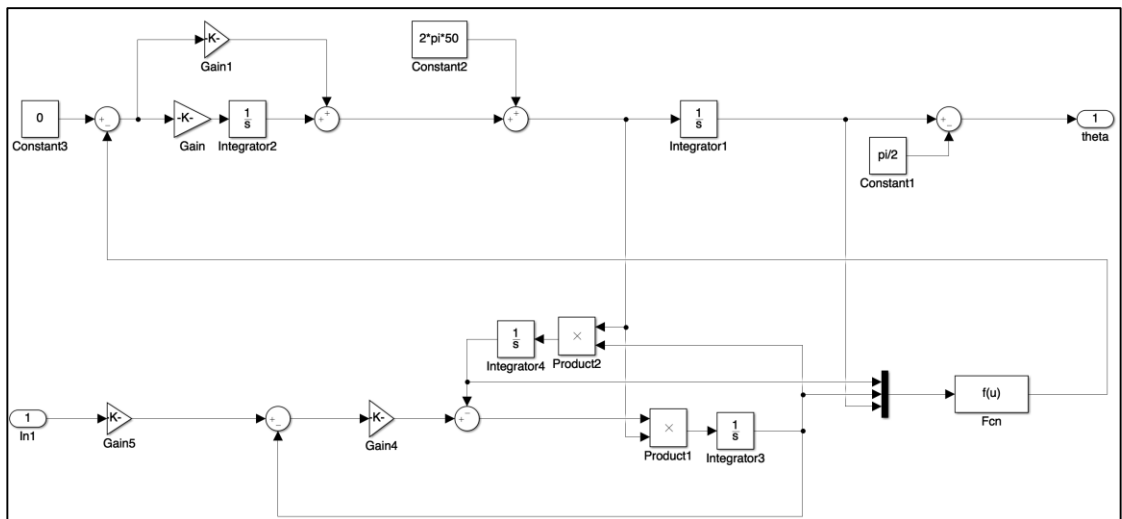 -K-
Gain1
2*pi*50
Constant2
0
Constant3
+
−
-K-
Gain
1
s
Integrator2
+
+
+
+
1
s
Integrator1
+
−
pi/2
Constant1
1
theta
1
s
Integrator4
×
Product2
1
In1
-K-
Gain5
+
−
-K-
Gain4
+
−
×
Product1
1
s
Integrator3
f(u)
Fcn